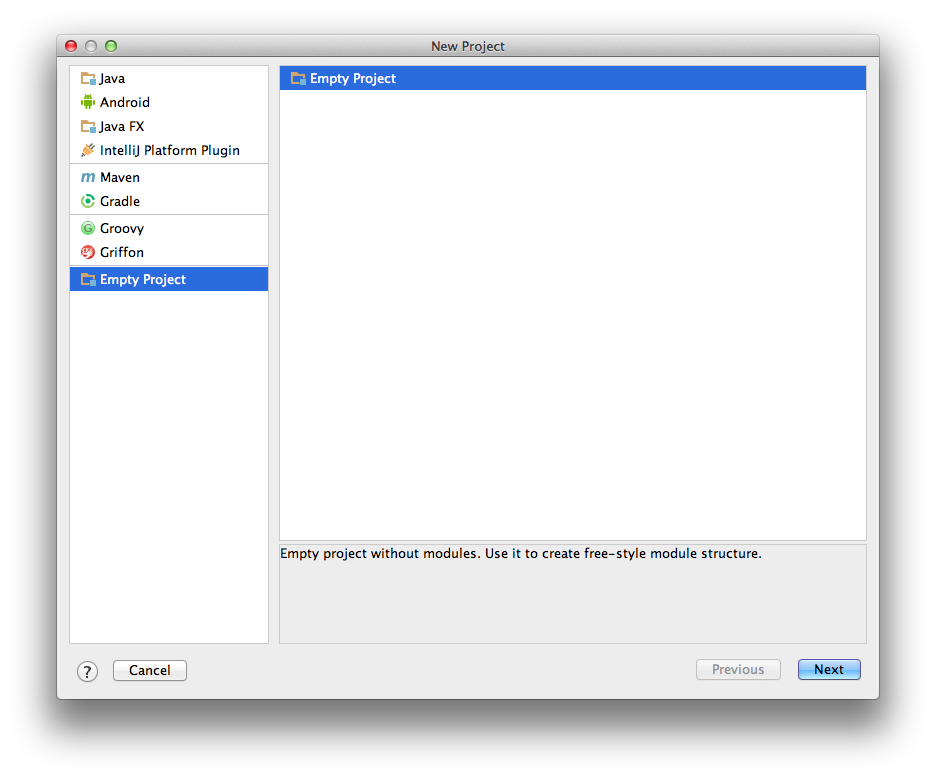 New Project
Java
Android
Java FX
IntelliJ Platform Plugin
Maven
Gradle
Groovy
Griffon
Empty Project
Empty Project
Empty project without modules. Use it to create free-style module structure.
?
Cancel
Previous
Next